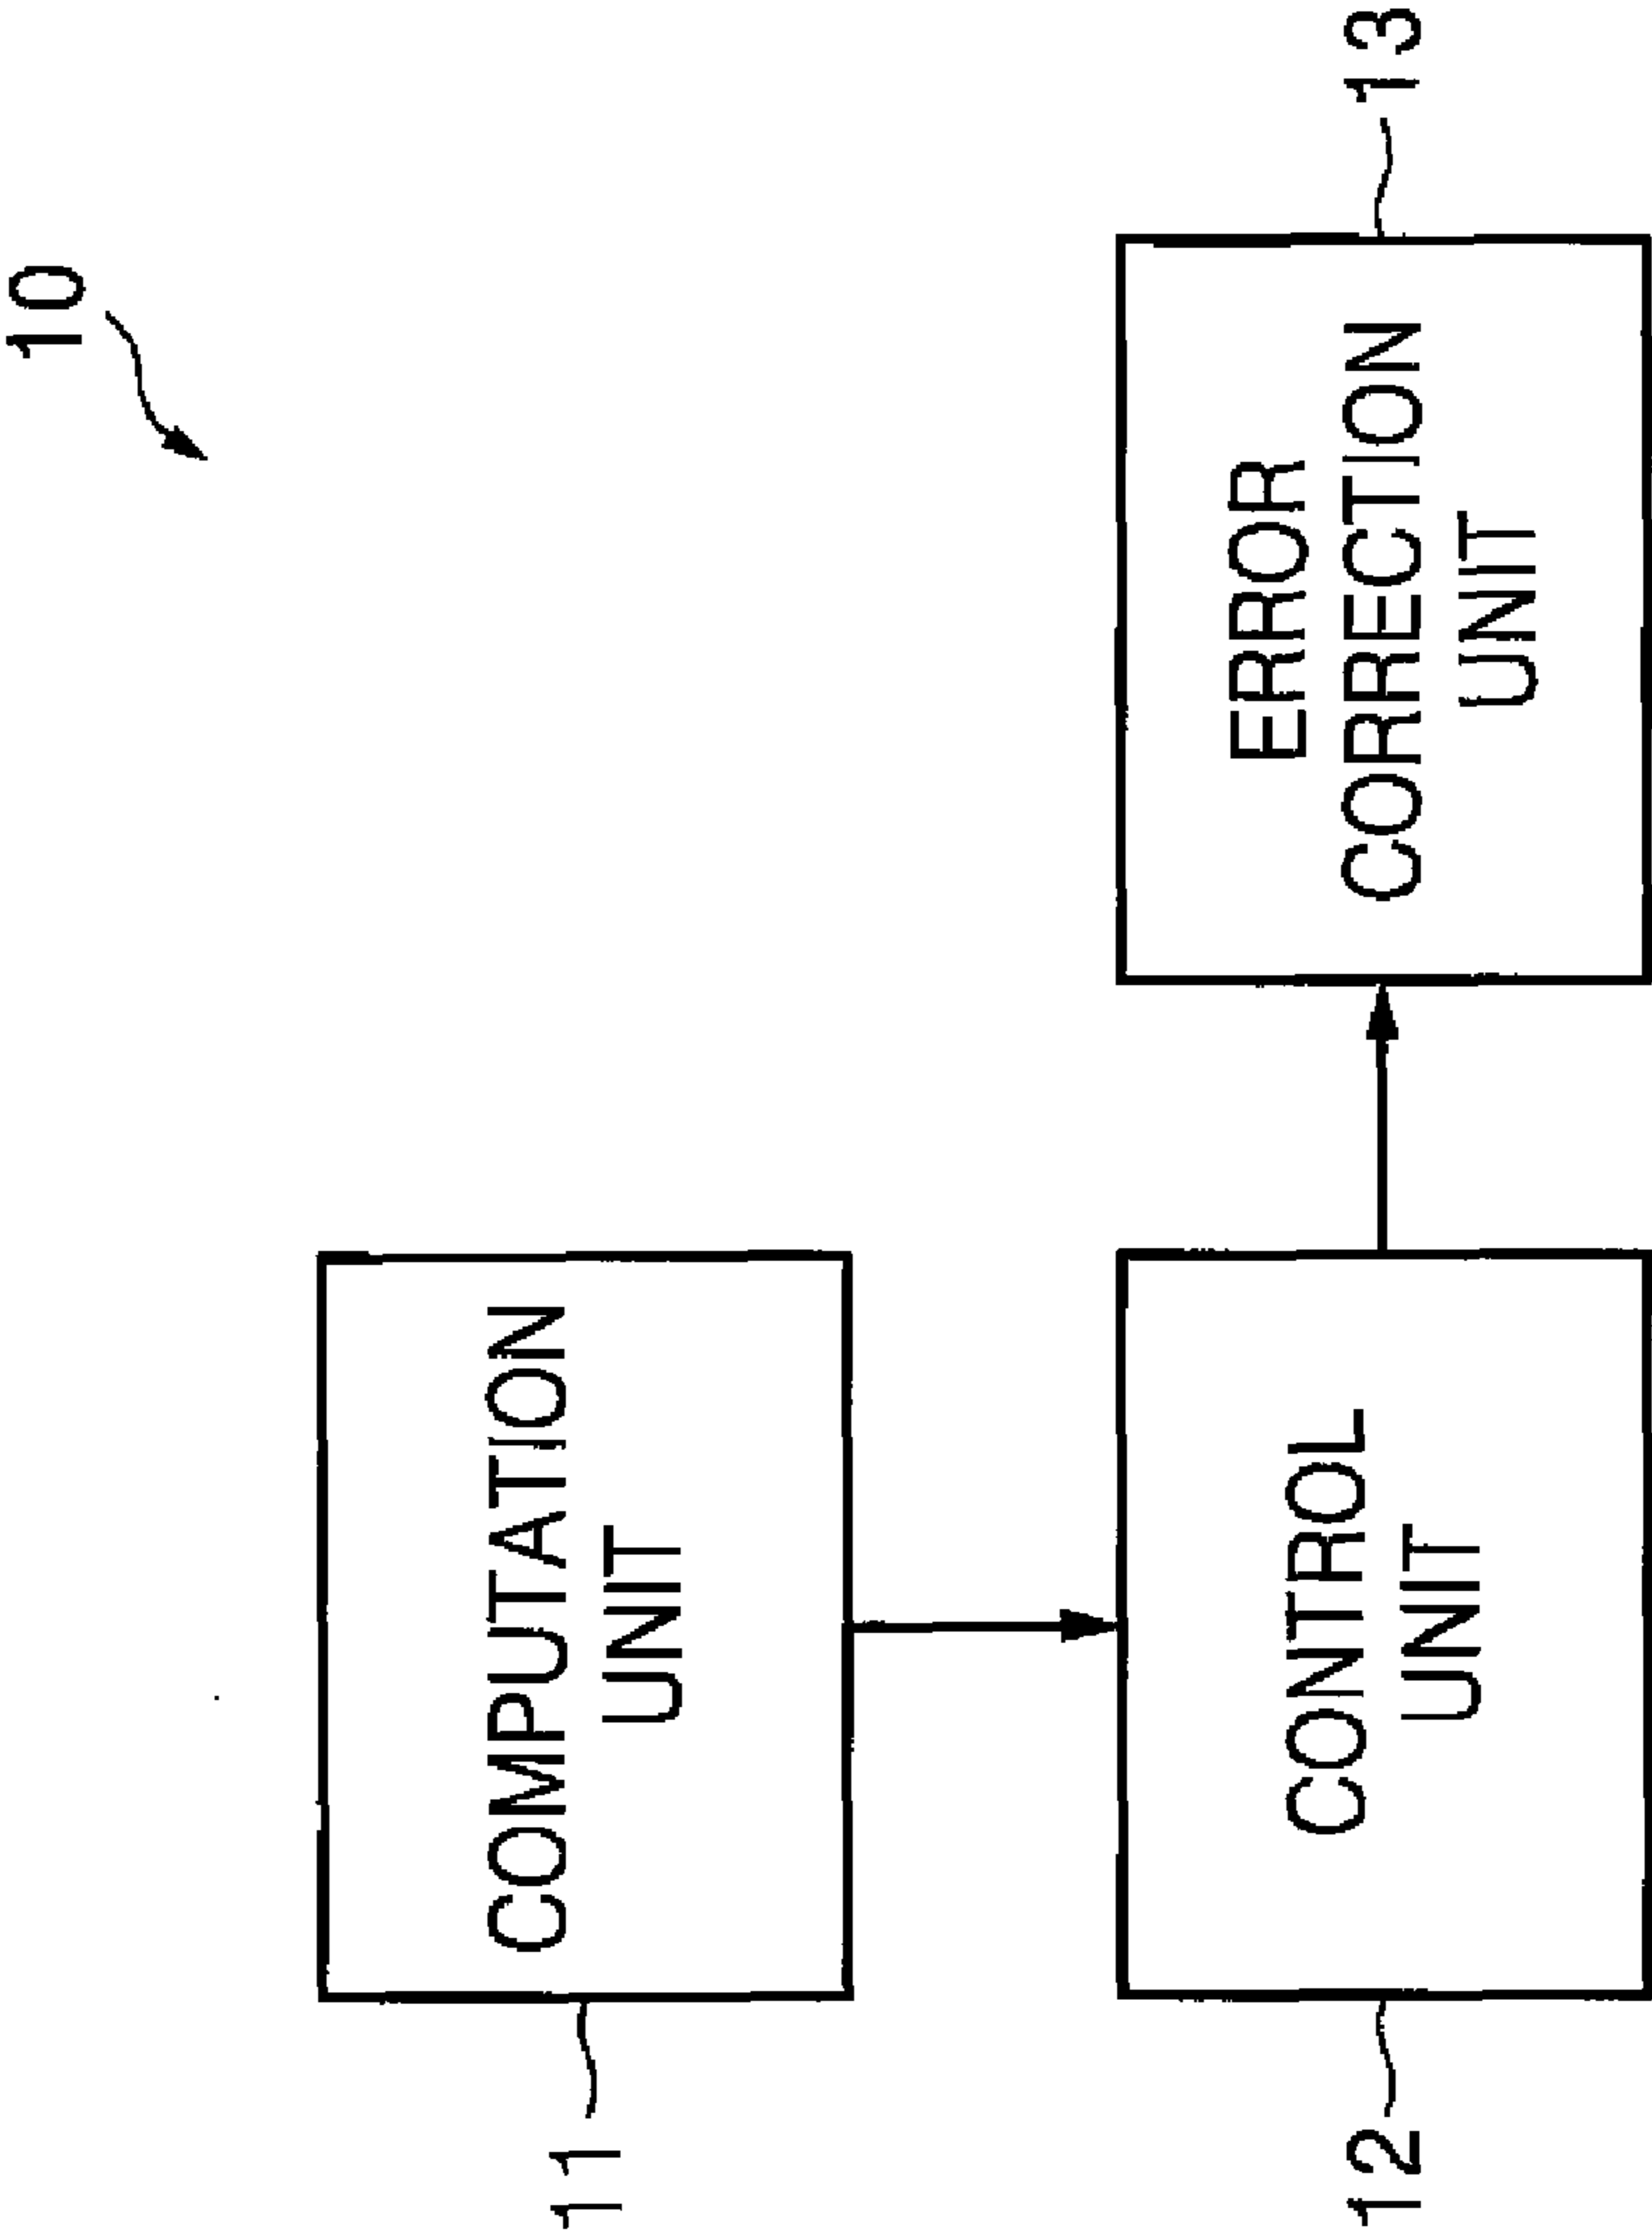 10
11
COMPUTATION
UNIT
12
CONTROL
UNIT
ERROR
CORRECTION
UNIT
13